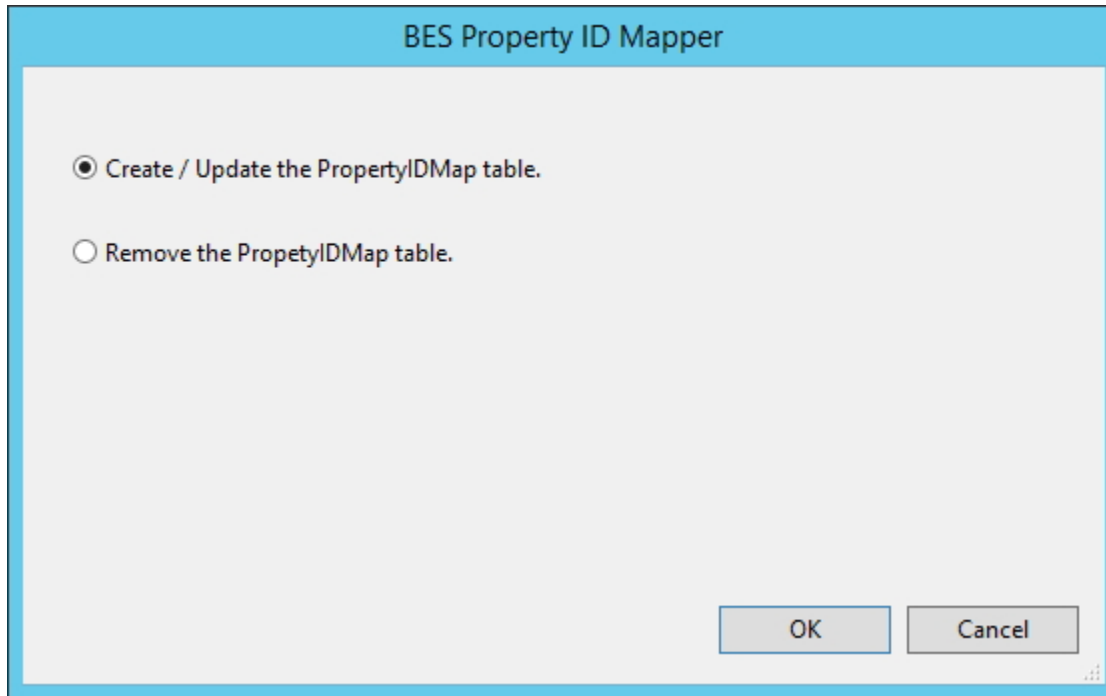 BES Property ID Mapper
Create / Update the PropertyIDMap table.
Remove the PropetyIDMap table.
OK
Cancel